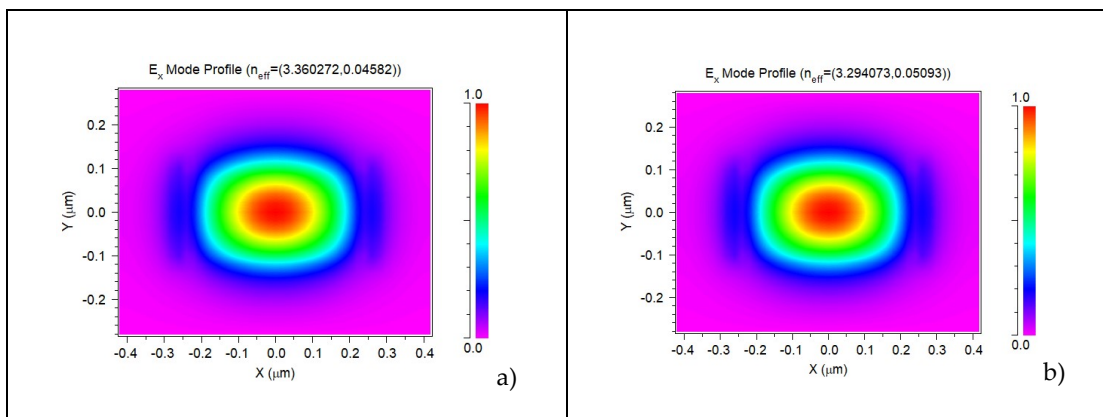 E_x Mode Profile (n_eff=(3.360272,0.04582))
1.0
0.2
0.1
0.0
-0.1
-0.2
Y (μm)
0.0
-0.4 -0.3 -0.2 -0.1 0.0 0.1 0.2 0.3 0.4
X (μm)
a)
E_x Mode Profile (n_eff=(3.294073,0.05093))
1.0
0.2
0.1
0.0
-0.1
-0.2
Y (μm)
0.0
-0.4 -0.3 -0.2 -0.1 0.0 0.1 0.2 0.3 0.4
X (μm)
b)